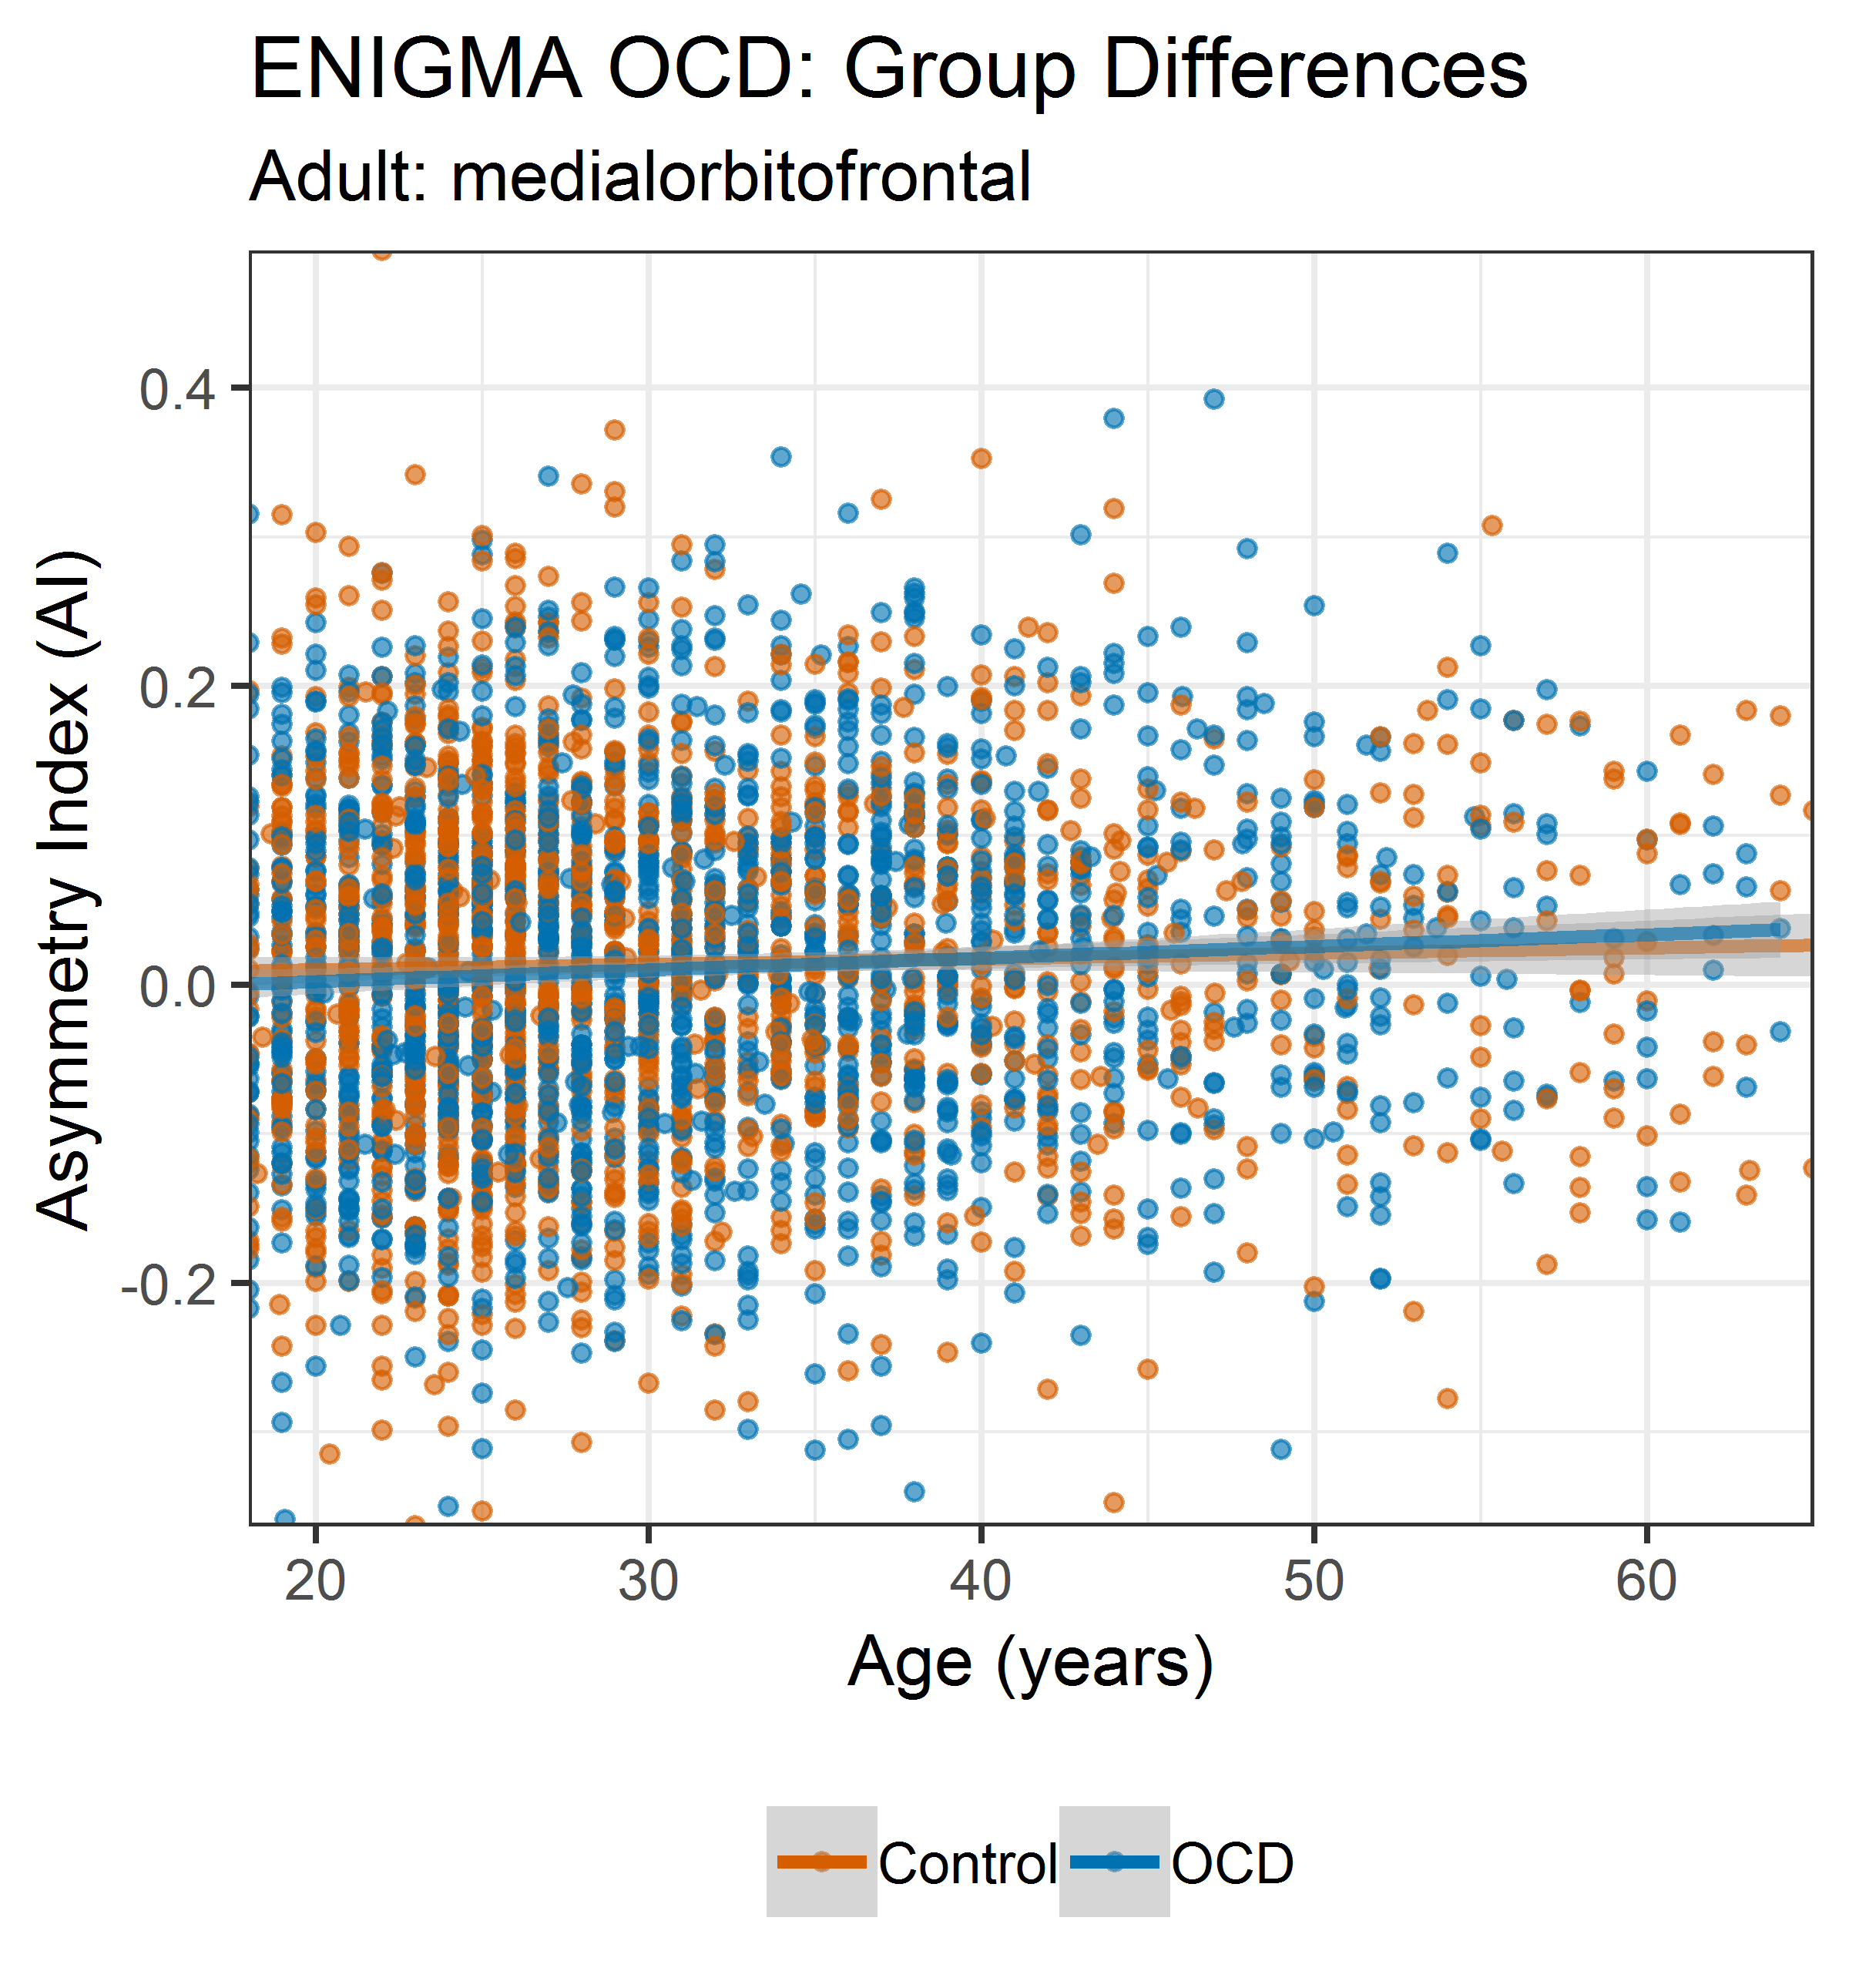 ENIGMA OCD: Group Differences
Adult: medialorbitofrontal
Asymmetry Index (AI)
0.4
0.2
0.0
-0.2
20 30 40 50 60
Age (years)
Control OCD